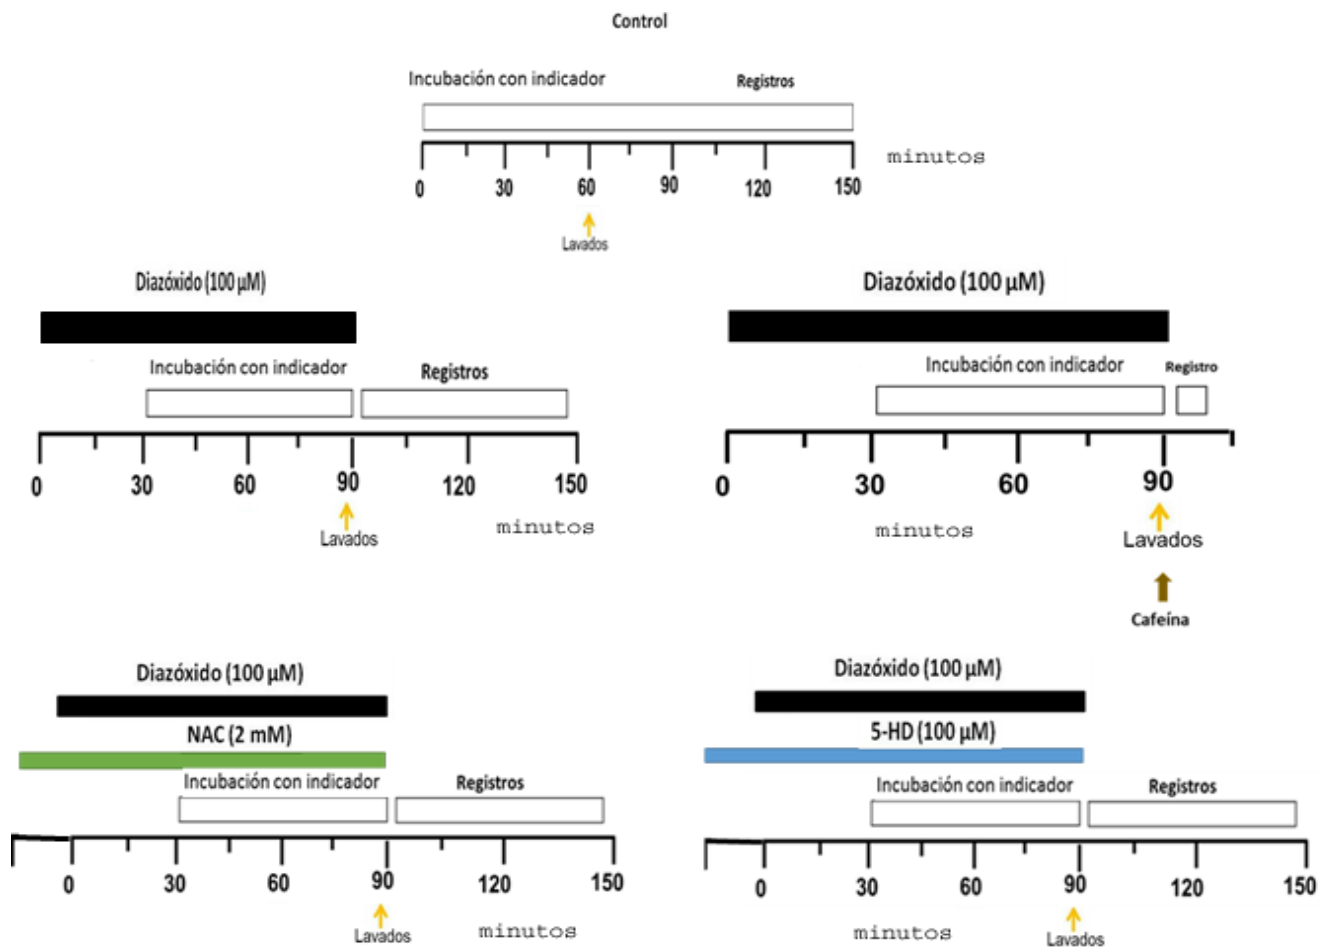 Control
Incubación con indicador Registros
0 30 60 90 120 150 minutos
Lavados
Diazóxido (100 µM)
Incubación con indicador Registros
0 30 60 90 120 150
Lavados minutos
Diazóxido (100 µM)
Incubación con indicador Registro
0 30 60 90
minutos Lavados
Cafeína
Diazóxido (100 µM)
NAC (2 mM)
Incubación con indicador Registros
0 30 60 90 120 150
Lavados minutos
Diazóxido (100 µM)
5-HD (100 µM)
Incubación con indicador Registros
0 30 60 90 120 150
minutos Lavados